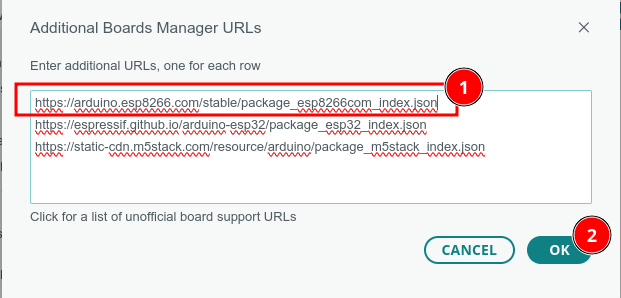 Additional Boards Manager URLs
Enter additional URLs, one for each row
1
https://arduino.esp8266.com/stable/package_esp8266com_index.json
https://espressif.github.io/arduino-esp32/package_esp32_index.json
https://static-cdn.m5stack.com/resource/arduino/package_m5stack_index.json
Click for a list of unofficial board support URLs
2
CANCEL
OK